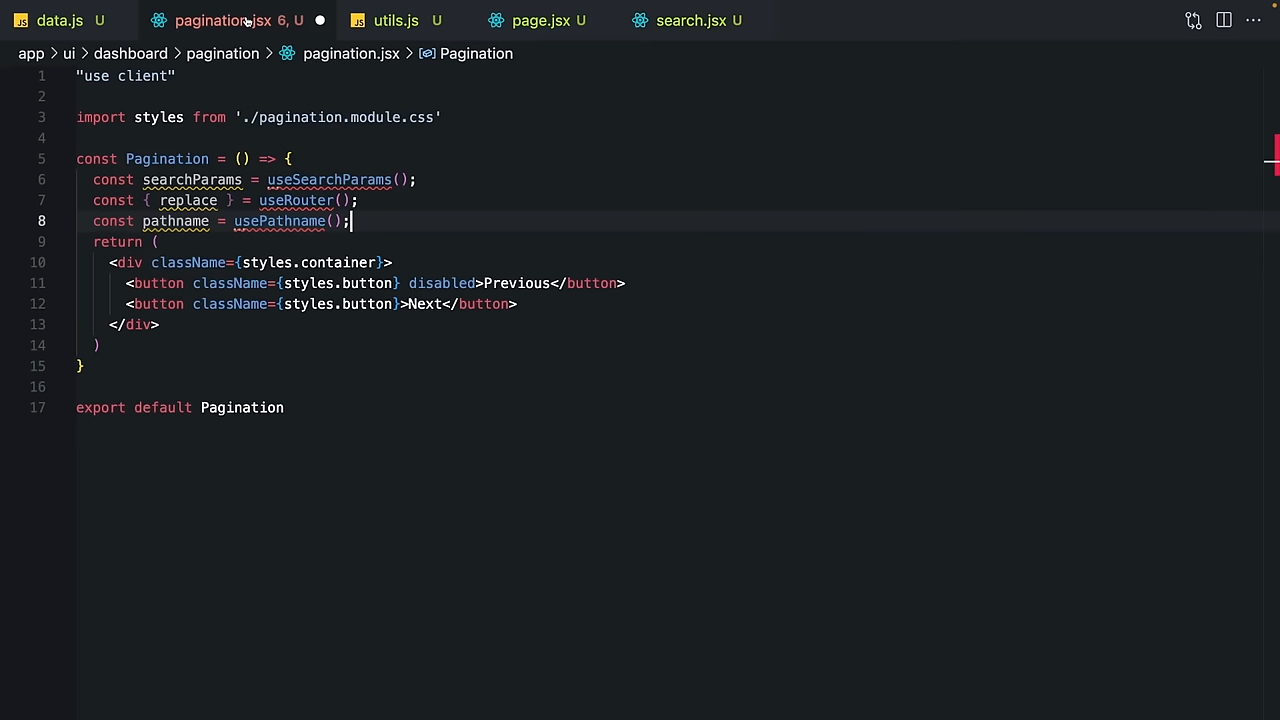 data.js U pagination.jsx 6, U utils.js U page.jsx U search.jsx U
app > ui > dashboard > pagination > pagination.jsx > Pagination
1 "use client"
2
3 import styles from './pagination.module.css'
4
5 const Pagination = () => {
6 const searchParams = useSearchParams();
7 const { replace } = useRouter();
8 const pathname = usePathname();
9 return (
10 <div className={styles.container}>
11 <button className={styles.button} disabled>Previous</button>
12 <button className={styles.button}>Next</button>
13 </div>
14 )
15 }
16
17 export default Pagination